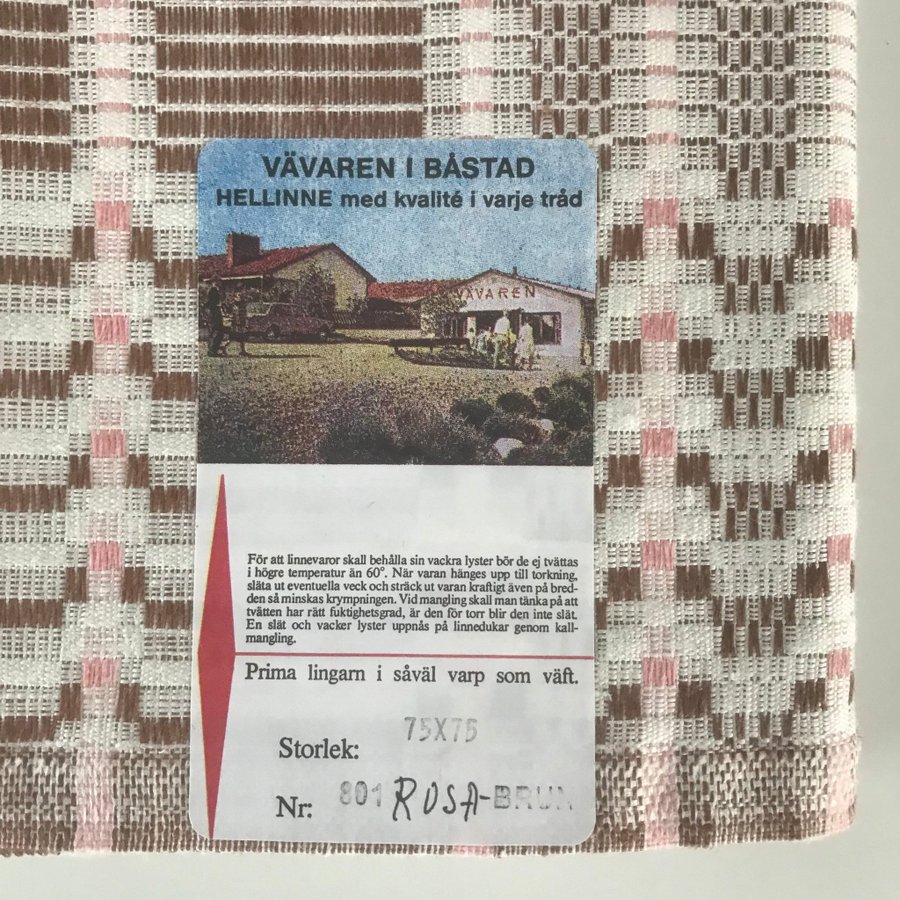 VÄVAREN I BÅSTAD
HELLINNE med kvalité i varje tråd
VÄVAREN
För att linnevaror skall behålla sin vackra lyster bör de ej tvättas
i högre temperatur än 60°. När varan hänges upp till torkning,
släta ut eventuella veck och sträck ut varan kraftigt även på bred-
den så minskas krympningen. Vid mangling skall man tänka på att
tvätten har rätt fuktighetsgrad, är den för torr blir den inte slät.
En slät och vacker lyster uppnås på linnedukar genom kall-
mangling.
Prima lingarn i såväl varp som väft.
Storlek: 75X75
Nr: 801 ROSA-BRUN